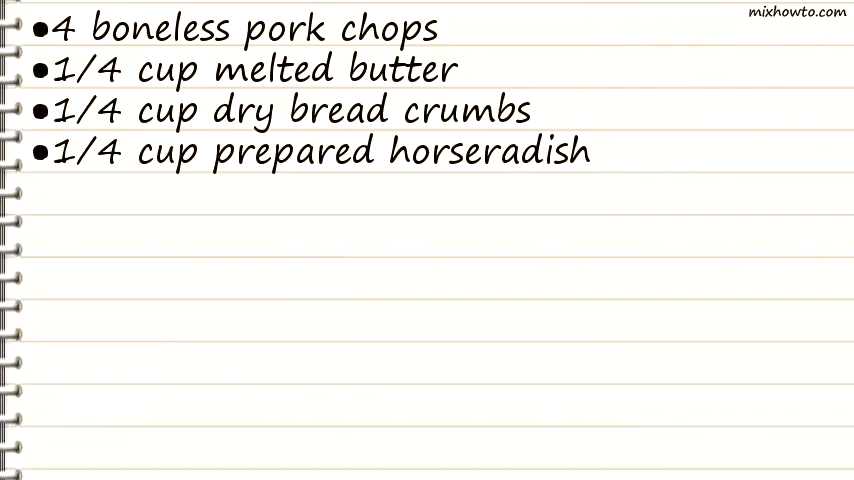 mixhowto.com
•4 boneless pork chops
•1/4 cup melted butter
•1/4 cup dry bread crumbs
•1/4 cup prepared horseradish